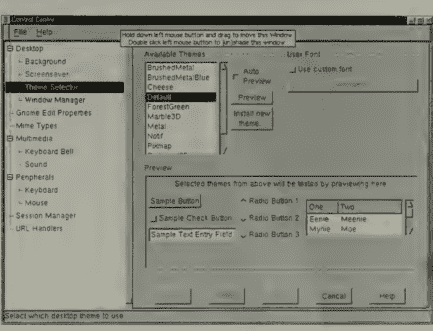 Control Center
File Help
Hold down left mouse button and drag to move this window
Double click left mouse button to (un)shade this window
Desktop
Background
Screensaver
Theme Selector
Window Manager
Gnome Edit Properties
Mime Types
Multimedia
Keyboard Bell
Sound
Peripherals
Keyboard
Mouse
Session Manager
URL Handlers
Available Themes
BrushedMetal
BrushedMetalBlue
Cheese
Default
ForestGreen
Marble3D
Metal
Notif
Pixmap
Auto
Preview
Preview
Install new
theme.
User Font
Use custom font
Preview
Selected themes from above will be tested by previewing here
Sample Button
Sample Check Button
Sample Text Entry Field
Radio Button 1
Radio Button 2
Radio Button 3
One Two
Eenie Meenie
Mynie Moe
Cancel
Help
Select which desktop theme to use